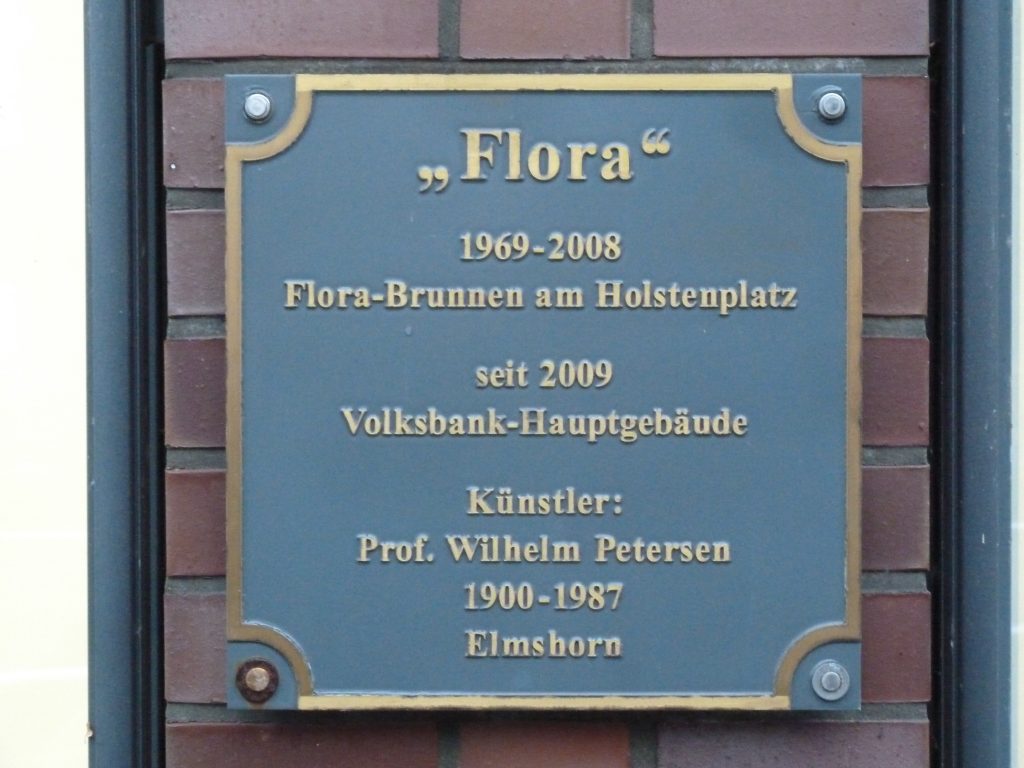 „Flora“
1969-2008
Flora-Brunnen am Holstenplatz
seit 2009
Volksbank-Hauptgebäude
Künstler:
Prof. Wilhelm Petersen
1900-1987
Elmshorn